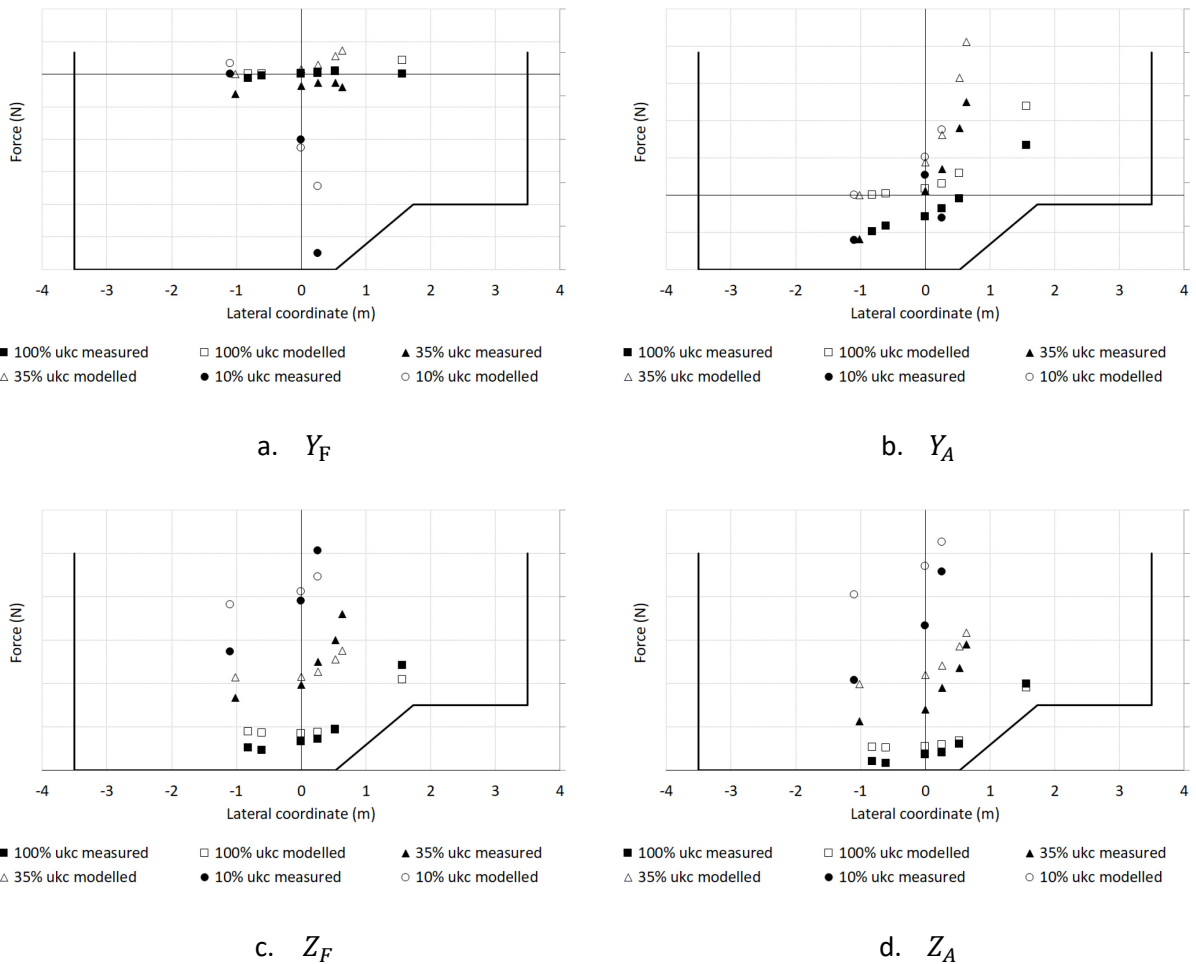 Force (N)
-4 -3 -2 -1 0 1 2 3 4
Lateral coordinate (m)
■ 100% ukc measured □ 100% ukc modelled ▲ 35% ukc measured
△ 35% ukc modelled ● 10% ukc measured ○ 10% ukc modelled
a. Y_F
Force (N)
-4 -3 -2 -1 0 1 2 3 4
Lateral coordinate (m)
■ 100% ukc measured □ 100% ukc modelled ▲ 35% ukc measured
△ 35% ukc modelled ● 10% ukc measured ○ 10% ukc modelled
b. Y_A
Force (N)
-4 -3 -2 -1 0 1 2 3 4
Lateral coordinate (m)
■ 100% ukc measured □ 100% ukc modelled ▲ 35% ukc measured
△ 35% ukc modelled ● 10% ukc measured ○ 10% ukc modelled
c. Z_F
Force (N)
-4 -3 -2 -1 0 1 2 3 4
Lateral coordinate (m)
■ 100% ukc measured □ 100% ukc modelled ▲ 35% ukc measured
△ 35% ukc modelled ● 10% ukc measured ○ 10% ukc modelled
d. Z_A